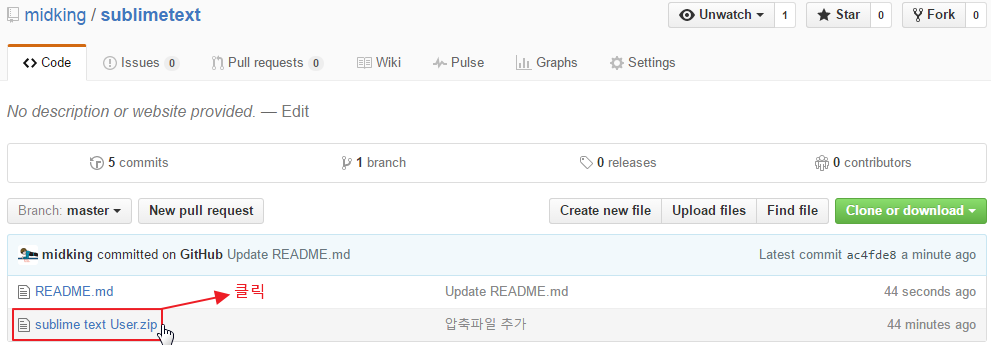 midking / sublimetext
Unwatch 1 Star 0 Fork 0
Code Issues 0 Pull requests 0 Wiki Pulse Graphs Settings
No description or website provided. — Edit
5 commits 1 branch 0 releases 0 contributors
Branch: master New pull request Create new file Upload files Find file Clone or download
midking committed on GitHub Update README.md Latest commit ac4fde8 a minute ago
README.md 클릭 Update README.md 44 seconds ago
sublime text User.zip 압축파일 추가 44 minutes ago